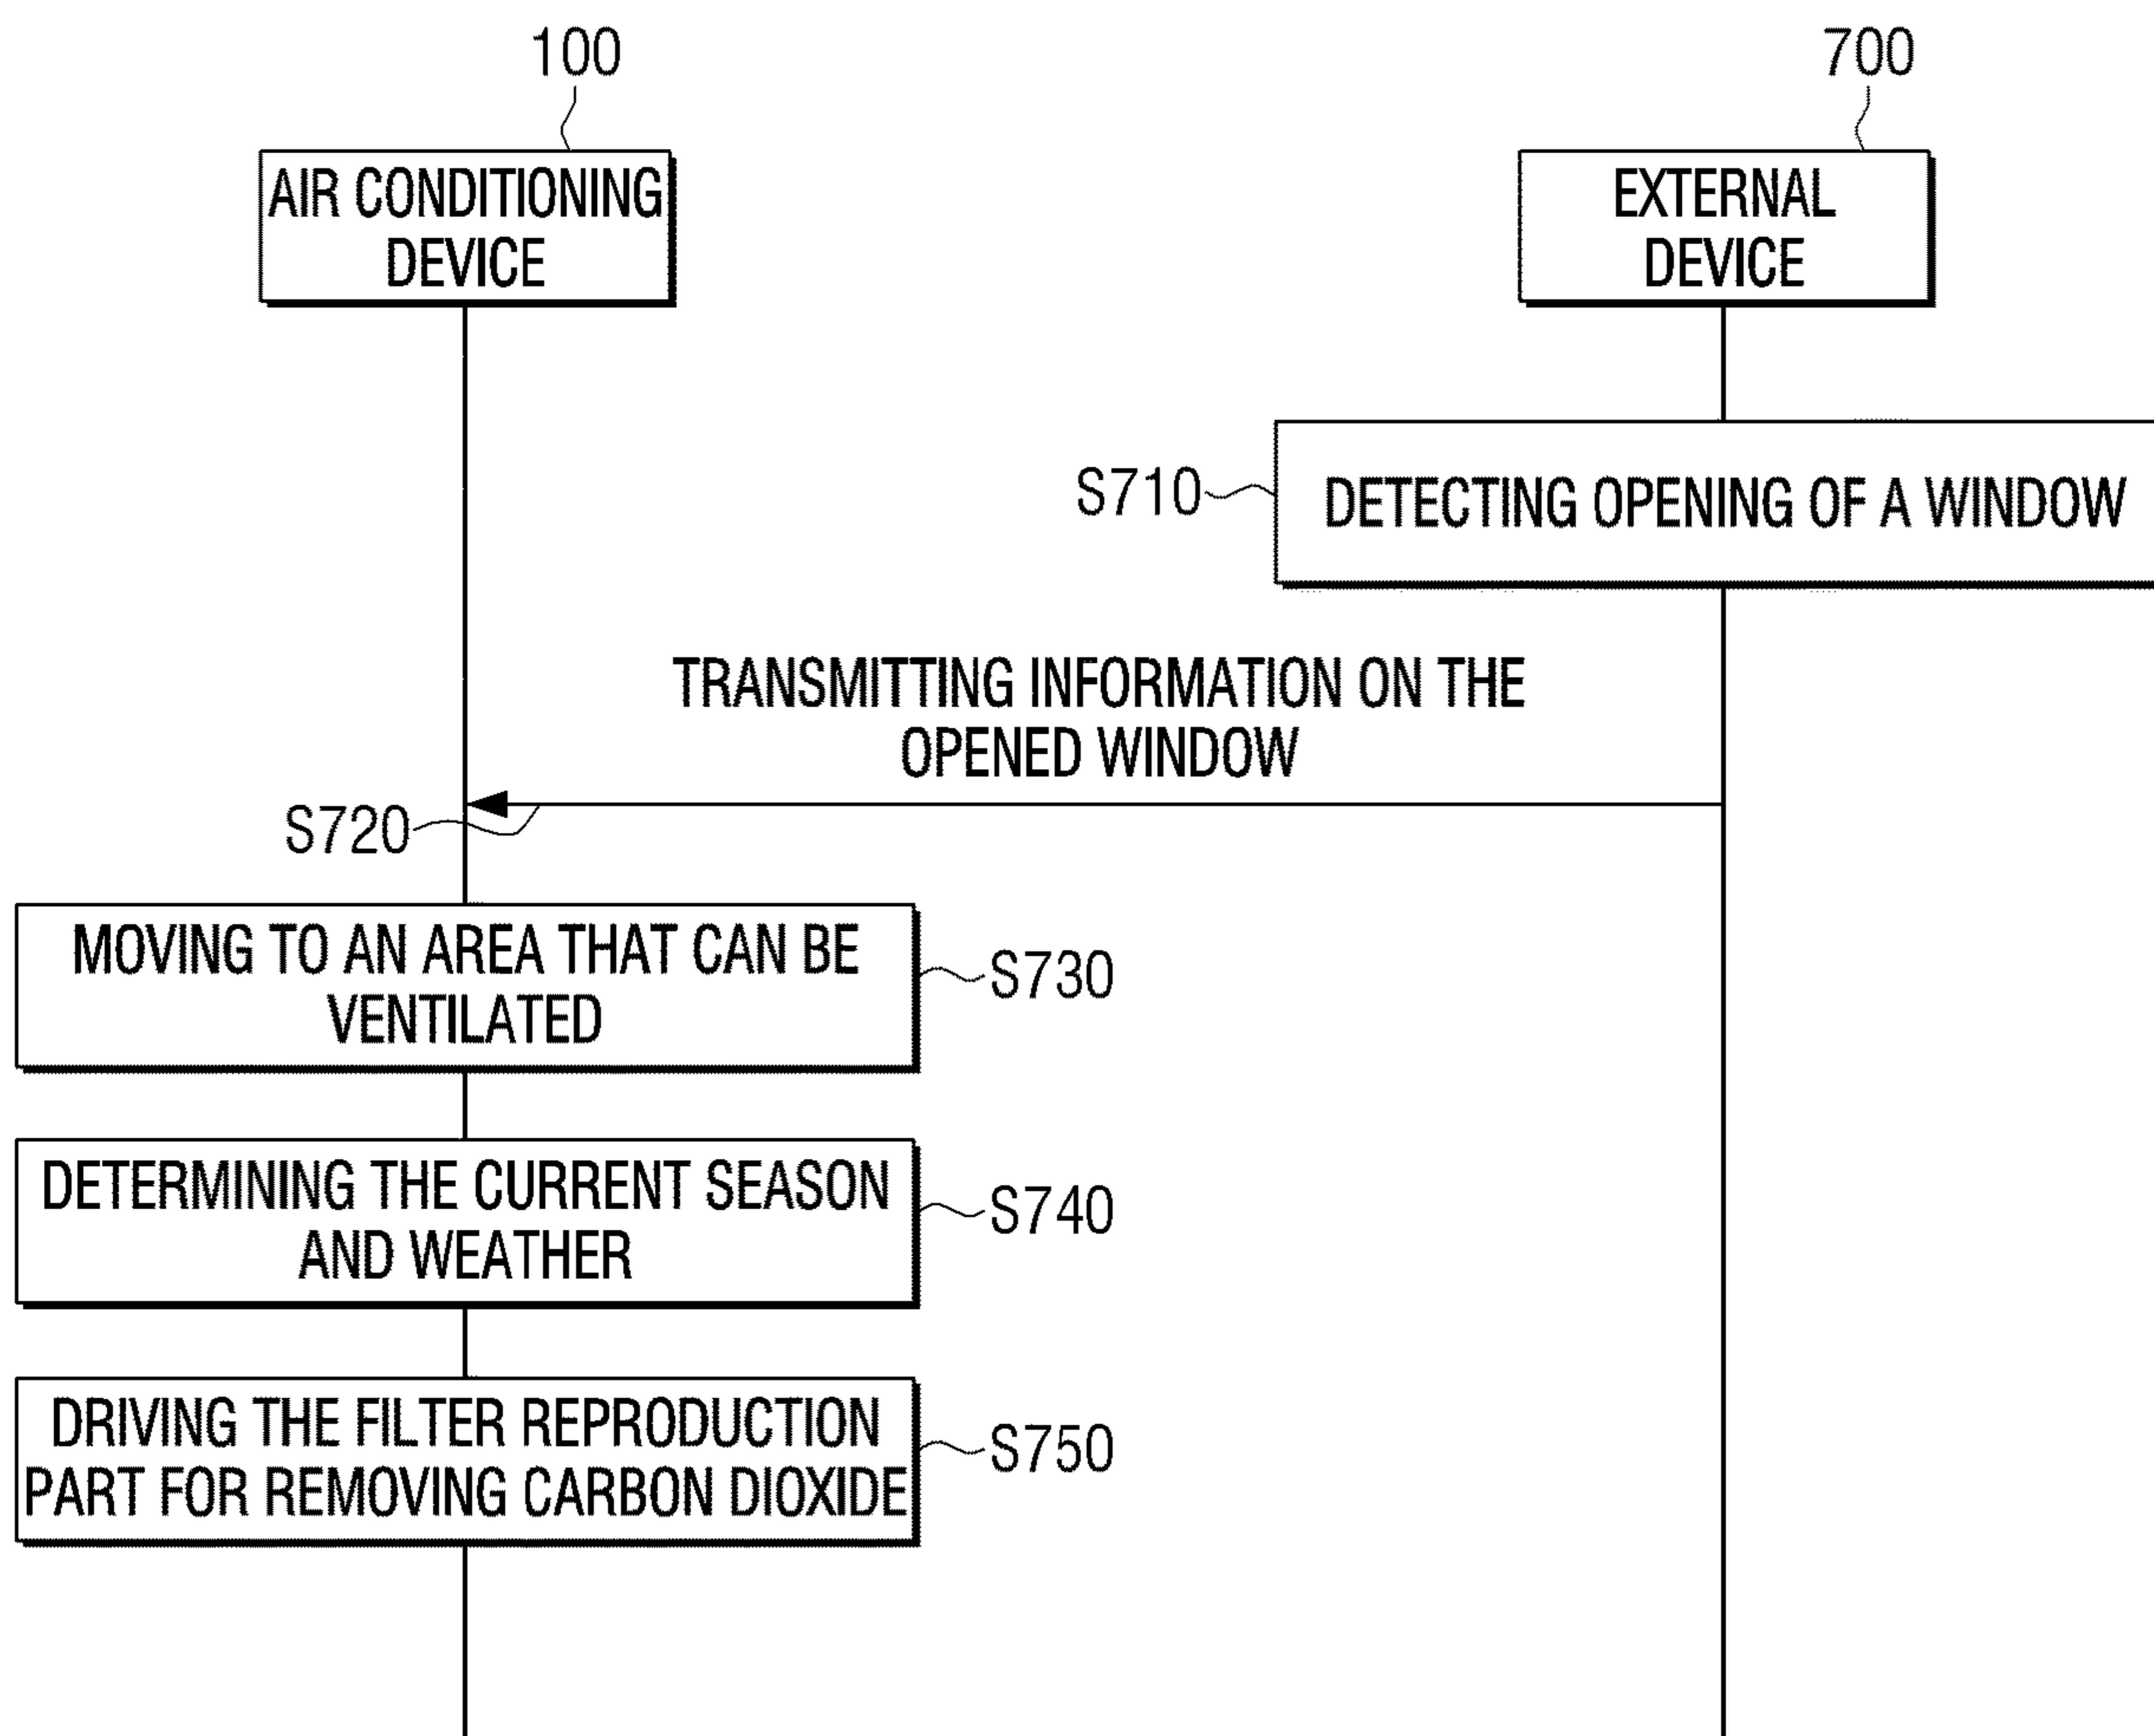 100
700
AIR CONDITIONING
DEVICE
EXTERNAL
DEVICE
S710
DETECTING OPENING OF A WINDOW
TRANSMITTING INFORMATION ON THE
OPENED WINDOW
S720
MOVING TO AN AREA THAT CAN BE
VENTILATED
S730
DETERMINING THE CURRENT SEASON
AND WEATHER
S740
DRIVING THE FILTER REPRODUCTION
PART FOR REMOVING CARBON DIOXIDE
S750